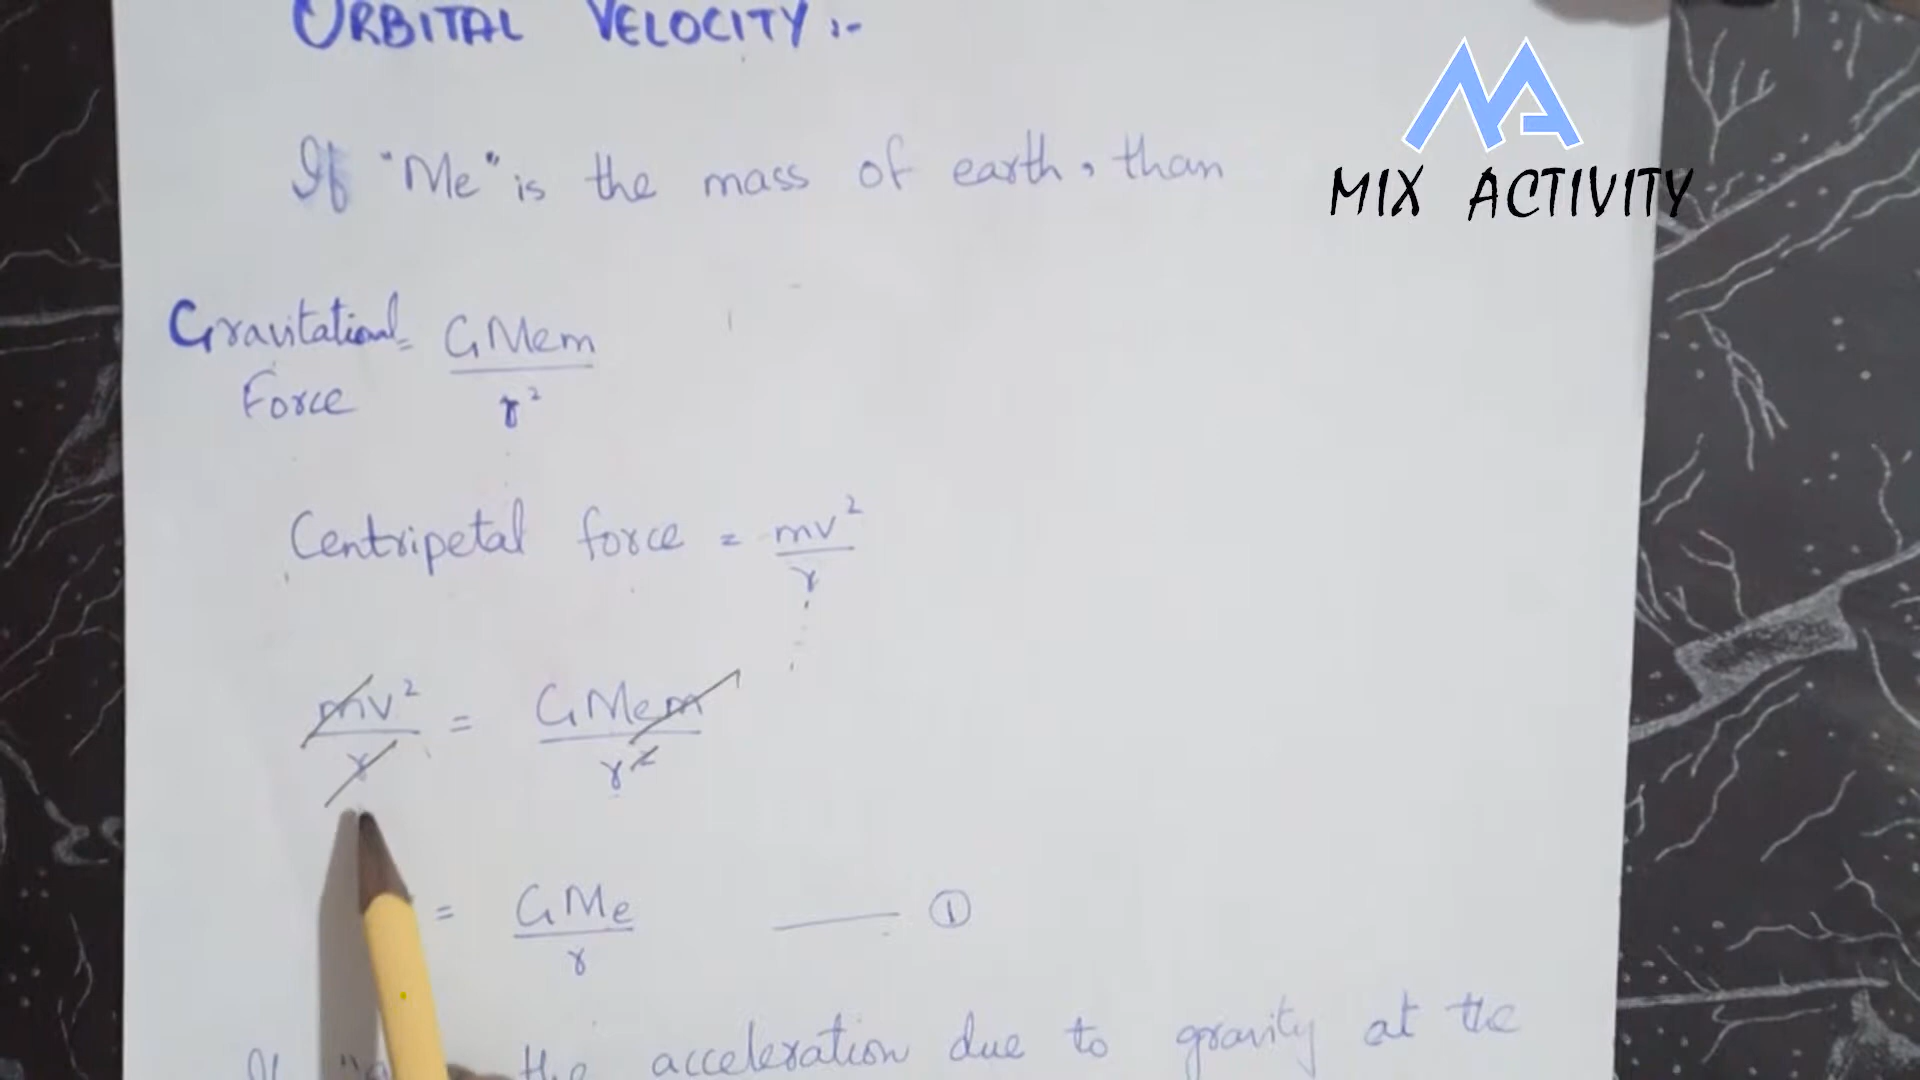 ORBITAL VELOCITY :-
MIX ACTIVITY
If "Me" is the mass of earth, than
Gravitational = GMem
Force r²
Centripetal force = mv²
r
mv² = GMem
r r²
= GMe ——— ①
r
the acceleration due to gravity at the